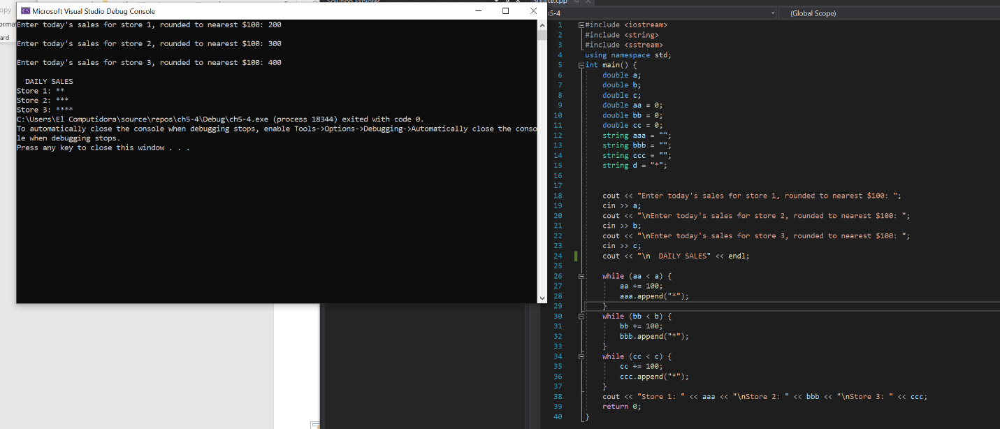 Solution Explorer
Source.cpp
opy
ard
Microsoft Visual Studio Debug Console
Enter today's sales for store 1, rounded to nearest $100: 200
Enter today's sales for store 2, rounded to nearest $100: 300
Enter today's sales for store 3, rounded to nearest $100: 400
DAILY SALES
Store 1: **
Store 2: ***
Store 3: ****
C:\Users\El Computidora\source\repos\ch5-4\Debug\ch5-4.exe (process 18344) exited with code 0.
To automatically close the console when debugging stops, enable Tools->Options->Debugging->Automatically close the conso
le when debugging stops.
Press any key to close this window . . .
h5-4
(Global Scope)
1 #include <iostream>
2 #include <string>
3 #include <sstream>
4 using namespace std;
5 int main() {
6 double a;
7 double b;
8 double c;
9 double aa = 0;
10 double bb = 0;
11 double cc = 0;
12 string aaa = "";
13 string bbb = "";
14 string ccc = "";
15 string d = "*";
16
17
18 cout << "Enter today's sales for store 1, rounded to nearest $100: ";
19 cin >> a;
20 cout << "\nEnter today's sales for store 2, rounded to nearest $100: ";
21 cin >> b;
22 cout << "\nEnter today's sales for store 3, rounded to nearest $100: ";
23 cin >> c;
24 cout << "\n  DAILY SALES" << endl;
25
26 while (aa < a) {
27 aa += 100;
28 aaa.append("*");
29 }
30 while (bb < b) {
31 bb += 100;
32 bbb.append("*");
33 }
34 while (cc < c) {
35 cc += 100;
36 ccc.append("*");
37 }
38 cout << "Store 1: " << aaa << "\nStore 2: " << bbb << "\nStore 3: " << ccc;
39 return 0;
40 }